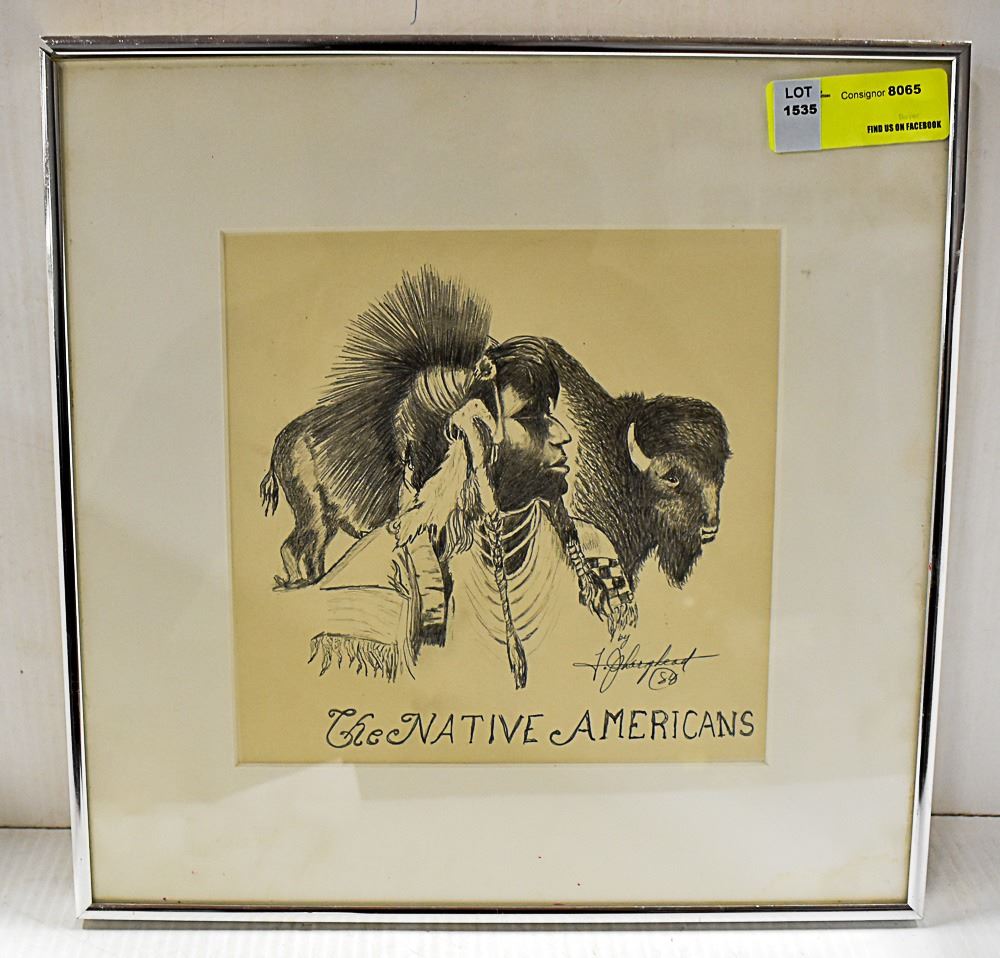 LOT
1535
Consignor 8065
FIND US ON FACEBOOK
by
The NATIVE AMERICANS